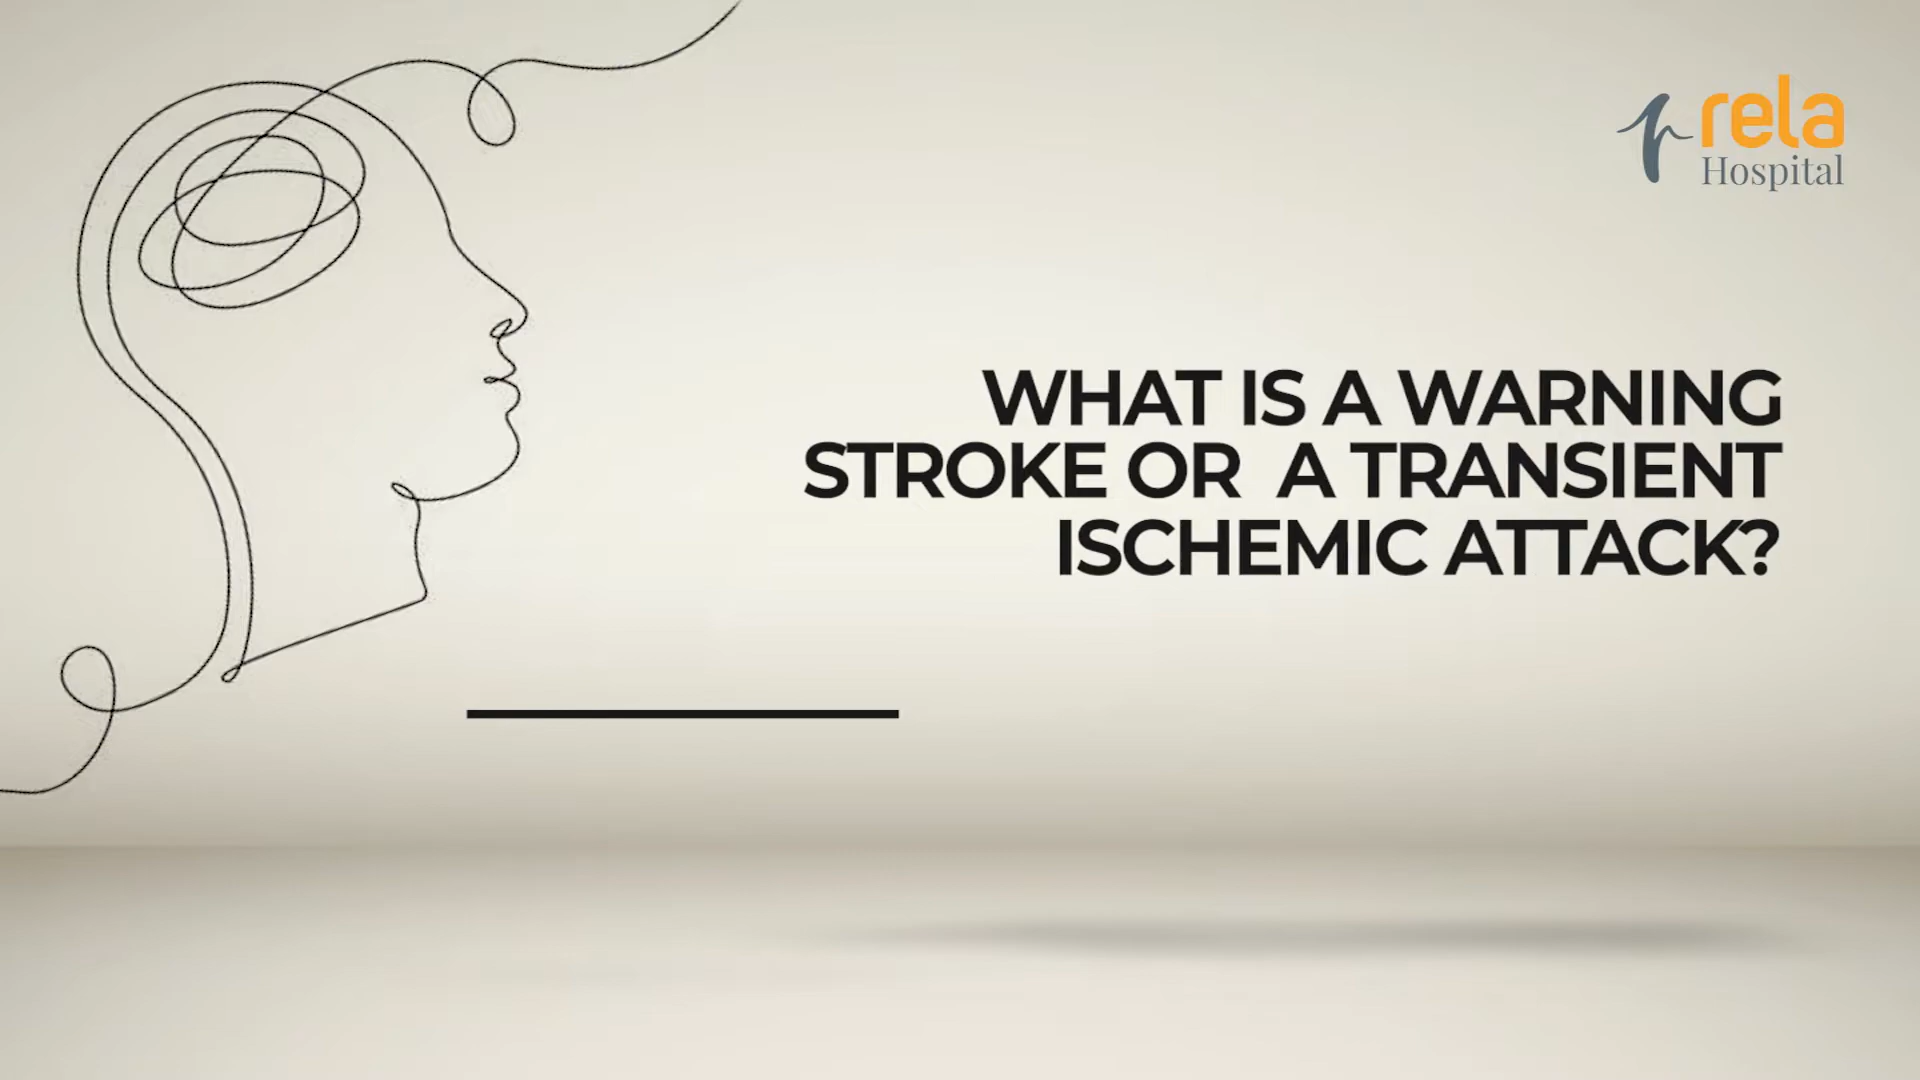 rela
Hospital
WHAT IS A WARNING
STROKE OR  A TRANSIENT
ISCHEMIC ATTACK?